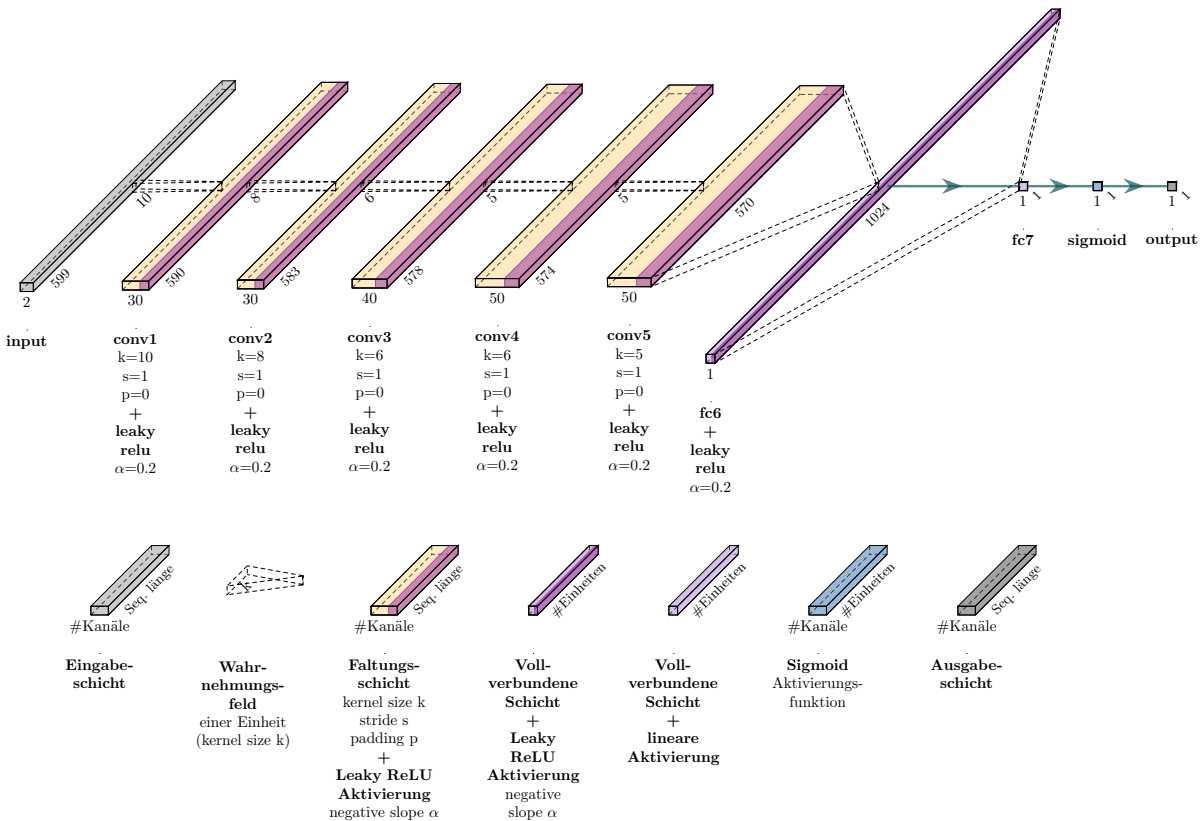 10
8
6
5
5
599
590
583
578
574
570
1024
2
30
30
40
50
50
1
1
1
1
1
1
1
input
conv1
k=10
s=1
p=0
+
leaky
relu
α=0.2
conv2
k=8
s=1
p=0
+
leaky
relu
α=0.2
conv3
k=6
s=1
p=0
+
leaky
relu
α=0.2
conv4
k=6
s=1
p=0
+
leaky
relu
α=0.2
conv5
k=5
s=1
p=0
+
leaky
relu
α=0.2
fc6
+
leaky
relu
α=0.2
fc7
sigmoid
output
Seq. länge
#Kanäle
Eingabe-
schicht
k
Wahr-
nehmungs-
feld
einer Einheit
(kernel size k)
Seq. länge
#Kanäle
Faltungs-
schicht
kernel size k
stride s
padding p
+
Leaky ReLU
Aktivierung
negative slope α
#Einheiten
Voll-
verbundene
Schicht
+
Leaky
ReLU
Aktivierung
negative
slope α
#Einheiten
Voll-
verbundene
Schicht
+
lineare
Aktivierung
#Einheiten
#Kanäle
Sigmoid
Aktivierungs-
funktion
Seq. länge
#Kanäle
Ausgabe-
schicht